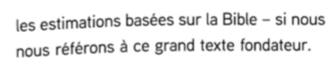 les estimations basées sur la Bible – si nous
nous référons à ce grand texte fondateur.